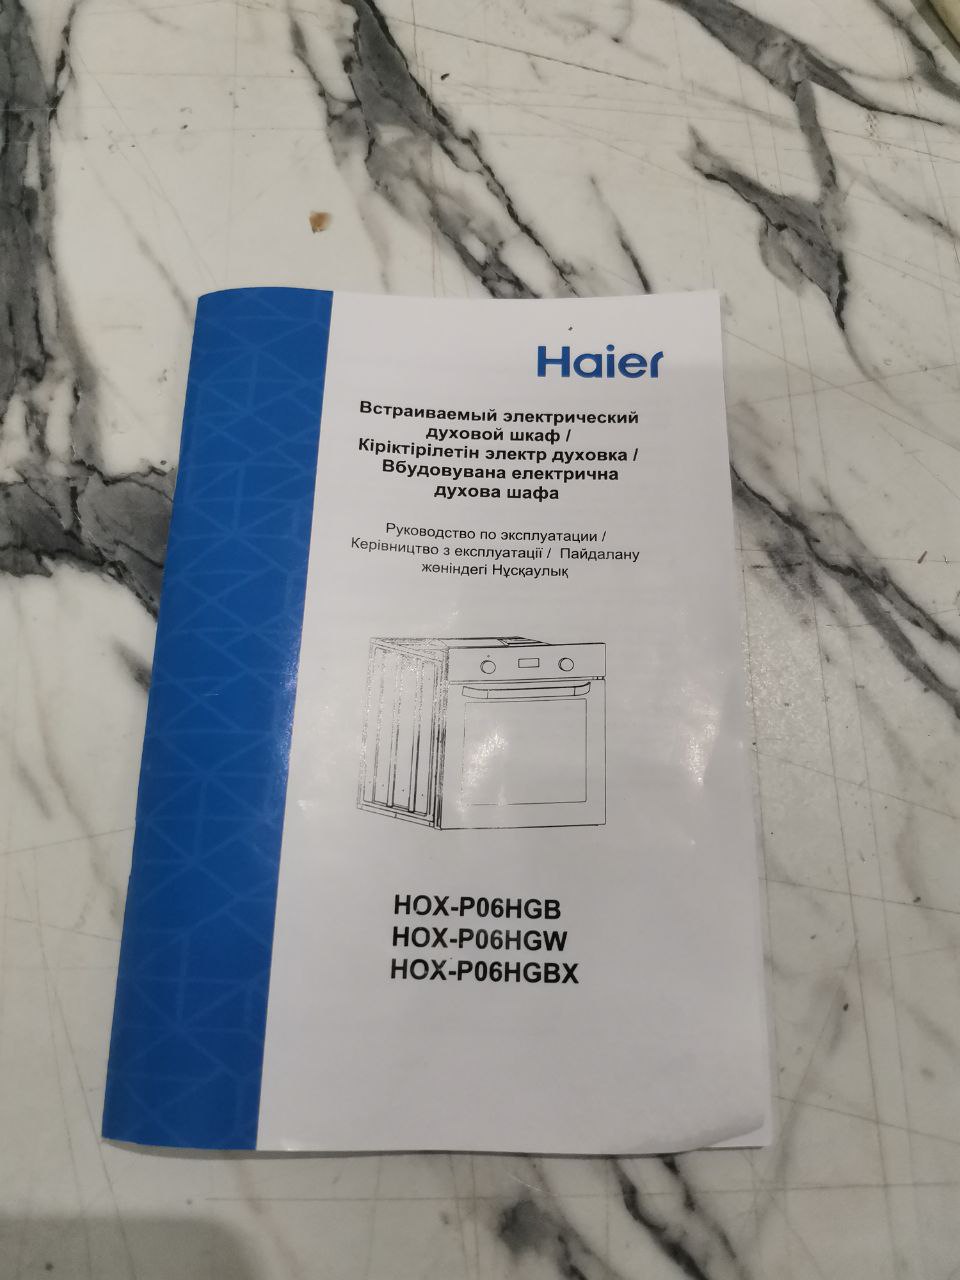 Haier
Встраиваемый электрический
духовой шкаф /
Кіріктірілетін электр духовка /
Вбудовувана електрична
духова шафа
Руководство по эксплуатации /
Керівництво з експлуатації / Пайдалану
жөніндегі Нұсқаулық
HOX-P06HGB
HOX-P06HGW
HOX-P06HGBX